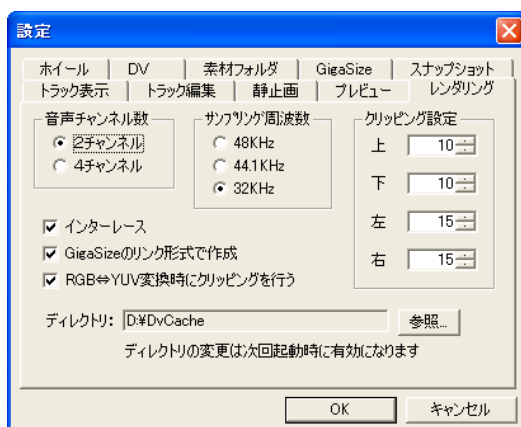 設定
ホイール DV 素材フォルダ GigaSize スナップショット
トラック表示 トラック編集 静止画 プレビュー レンダリング
音声チャンネル数
2チャンネル
4チャンネル
サンプリング周波数
48KHz
44.1KHz
32KHz
クリッピング設定
上 10
下 10
左 15
右 15
インターレース
GigaSizeのリンク形式で作成
RGB⇔YUV変換時にクリッピングを行う
ディレクトリ: D:¥DvCache 参照...
ディレクトリの変更は次回起動時に有効になります
OK キャンセル